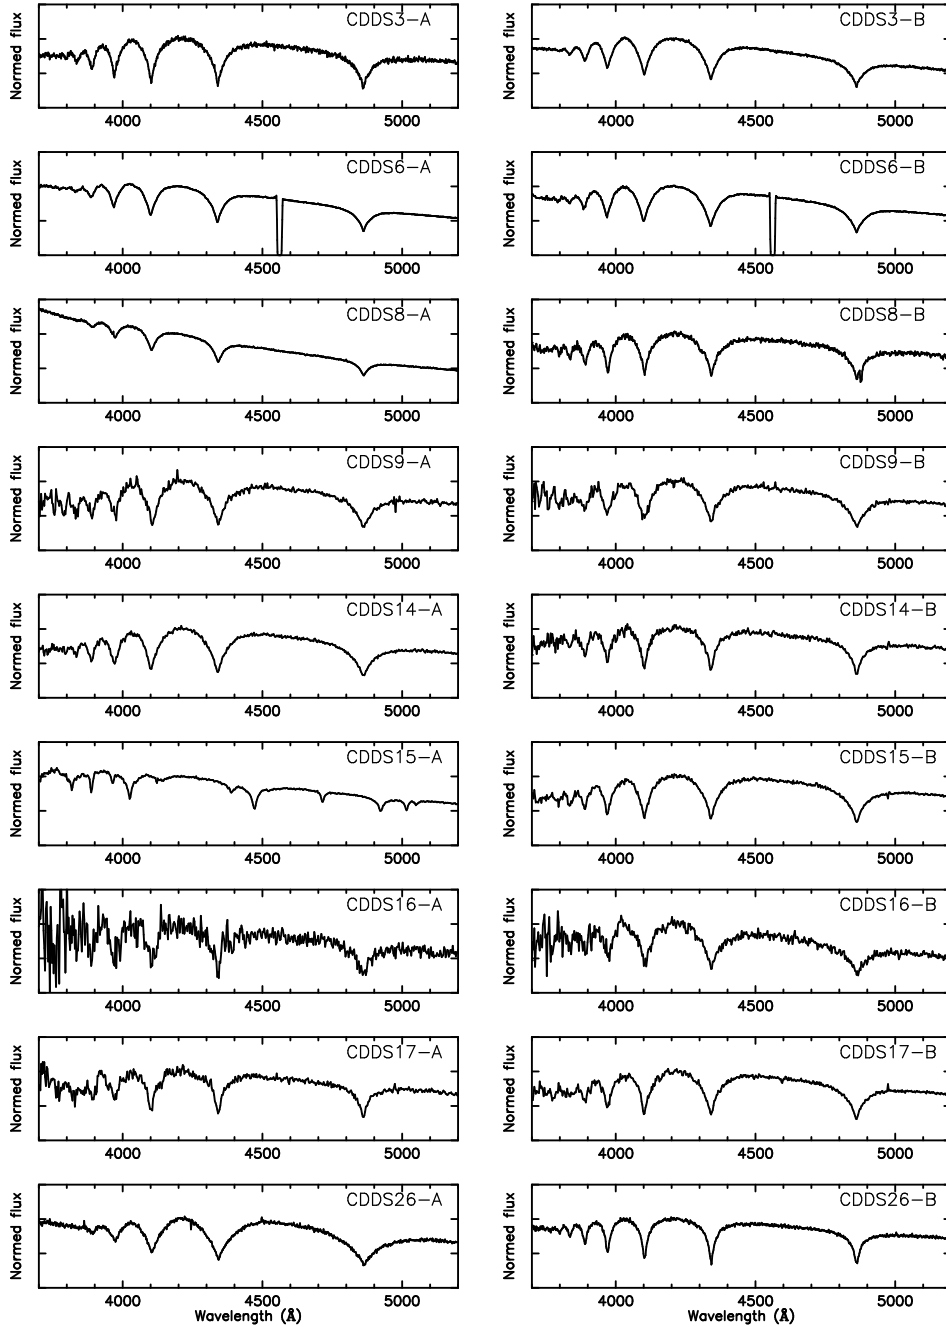 CDDS3-A
Normed flux
4000 4500 5000
CDDS3-B
Normed flux
4000 4500 5000
CDDS6-A
Normed flux
4000 4500 5000
CDDS6-B
Normed flux
4000 4500 5000
CDDS8-A
Normed flux
4000 4500 5000
CDDS8-B
Normed flux
4000 4500 5000
CDDS9-A
Normed flux
4000 4500 5000
CDDS9-B
Normed flux
4000 4500 5000
CDDS14-A
Normed flux
4000 4500 5000
CDDS14-B
Normed flux
4000 4500 5000
CDDS15-A
Normed flux
4000 4500 5000
CDDS15-B
Normed flux
4000 4500 5000
CDDS16-A
Normed flux
4000 4500 5000
CDDS16-B
Normed flux
4000 4500 5000
CDDS17-A
Normed flux
4000 4500 5000
CDDS17-B
Normed flux
4000 4500 5000
CDDS26-A
Normed flux
4000 4500 5000
Wavelength (Å)
CDDS26-B
Normed flux
4000 4500 5000
Wavelength (Å)